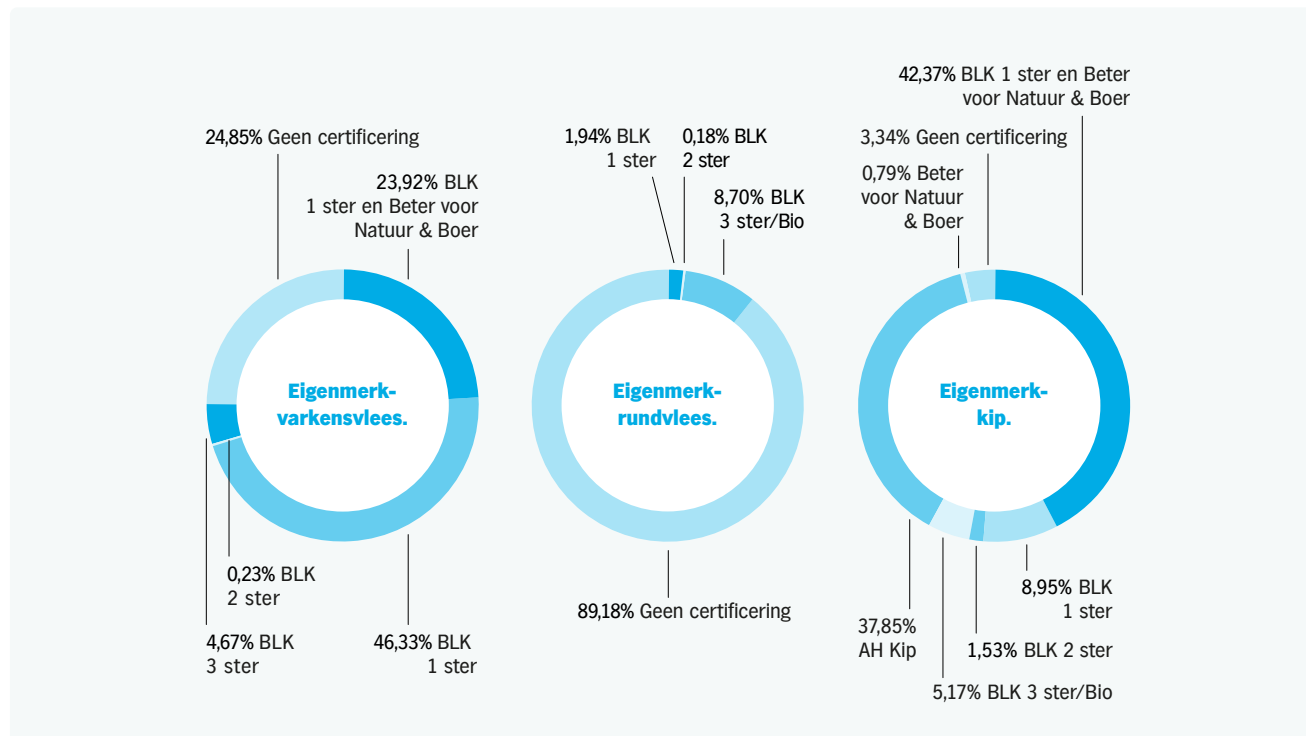 24,85% Geen certificering
23,92% BLK
1 ster en Beter voor
Natuur & Boer
Eigenmerk-
varkensvlees.
0,23% BLK
2 ster
4,67% BLK
3 ster
46,33% BLK
1 ster
1,94% BLK
1 ster
0,18% BLK
2 ster
8,70% BLK
3 ster/Bio
Eigenmerk-
rundvlees.
89,18% Geen certificering
42,37% BLK 1 ster en Beter
voor Natuur & Boer
3,34% Geen certificering
0,79% Beter
voor Natuur
& Boer
Eigenmerk-
kip.
8,95% BLK
1 ster
37,85%
AH Kip
1,53% BLK 2 ster
5,17% BLK 3 ster/Bio